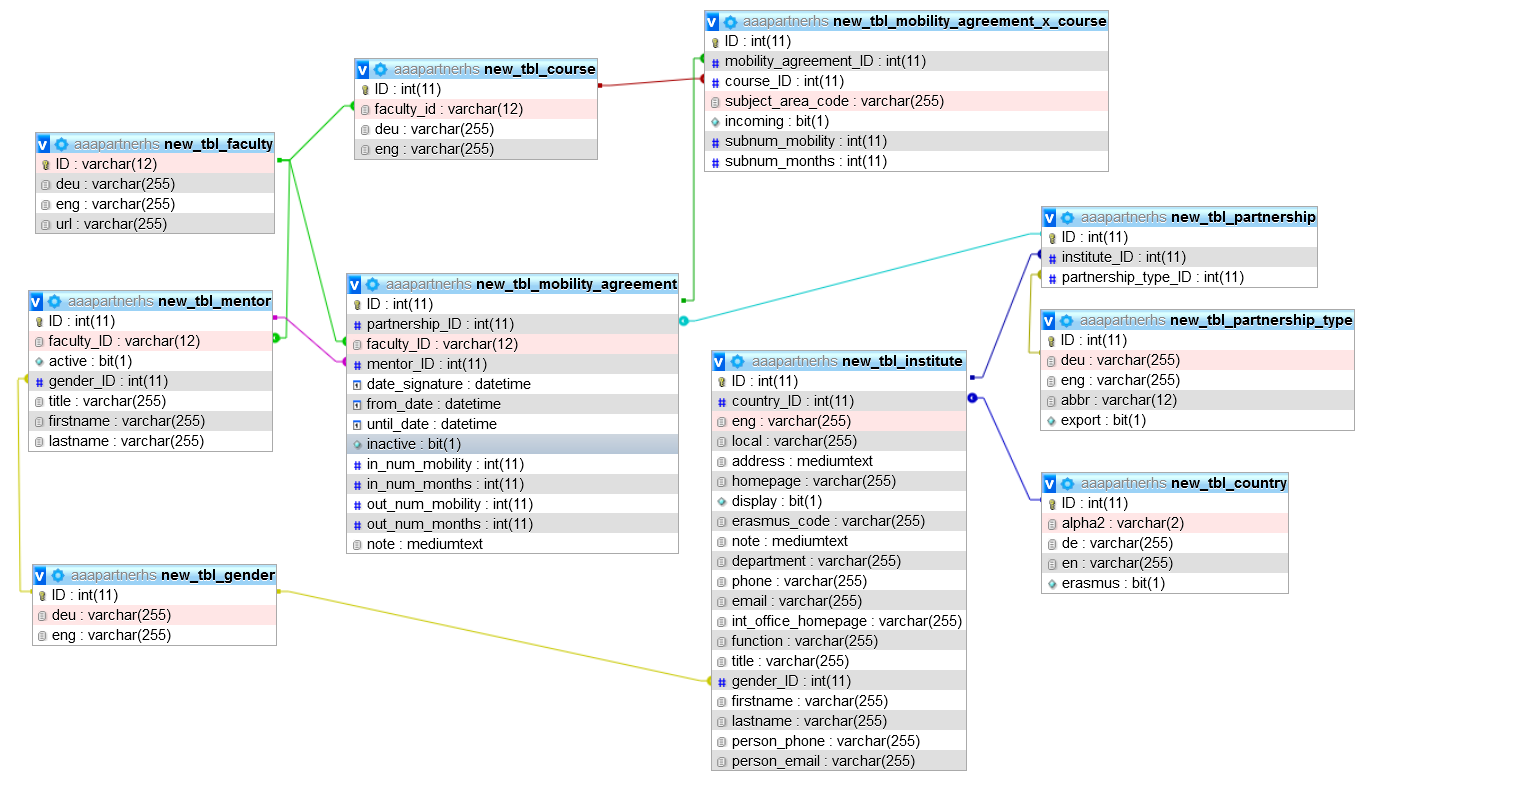 aaapartnerhs new_tbl_mobility_agreement_x_course
ID : int(11)
mobility_agreement_ID : int(11)
course_ID : int(11)
subject_area_code : varchar(255)
incoming : bit(1)
subnum_mobility : int(11)
subnum_months : int(11)
aaapartnerhs new_tbl_course
ID : int(11)
faculty_id : varchar(12)
deu : varchar(255)
eng : varchar(255)
aaapartnerhs new_tbl_faculty
ID : varchar(12)
deu : varchar(255)
eng : varchar(255)
url : varchar(255)
aaapartnerhs new_tbl_partnership
ID : int(11)
institute_ID : int(11)
partnership_type_ID : int(11)
aaapartnerhs new_tbl_mentor
ID : int(11)
faculty_ID : varchar(12)
active : bit(1)
gender_ID : int(11)
title : varchar(255)
firstname : varchar(255)
lastname : varchar(255)
aaapartnerhs new_tbl_mobility_agreement
ID : int(11)
partnership_ID : int(11)
faculty_ID : varchar(12)
mentor_ID : int(11)
date_signature : datetime
from_date : datetime
until_date : datetime
inactive : bit(1)
in_num_mobility : int(11)
in_num_months : int(11)
out_num_mobility : int(11)
out_num_months : int(11)
note : mediumtext
aaapartnerhs new_tbl_partnership_type
ID : int(11)
deu : varchar(255)
eng : varchar(255)
abbr : varchar(12)
export : bit(1)
aaapartnerhs new_tbl_institute
ID : int(11)
country_ID : int(11)
eng : varchar(255)
local : varchar(255)
address : mediumtext
homepage : varchar(255)
display : bit(1)
erasmus_code : varchar(255)
note : mediumtext
department : varchar(255)
phone : varchar(255)
email : varchar(255)
int_office_homepage : varchar(255)
function : varchar(255)
title : varchar(255)
gender_ID : int(11)
firstname : varchar(255)
lastname : varchar(255)
person_phone : varchar(255)
person_email : varchar(255)
aaapartnerhs new_tbl_country
ID : int(11)
alpha2 : varchar(2)
de : varchar(255)
en : varchar(255)
erasmus : bit(1)
aaapartnerhs new_tbl_gender
ID : int(11)
deu : varchar(255)
eng : varchar(255)